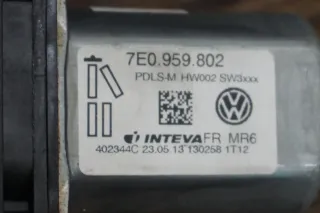 7E0.959.802
PDLS-M HW002 SW3xxx
INTEVA FR MR6
402344C 23.05.13 130258 1T12